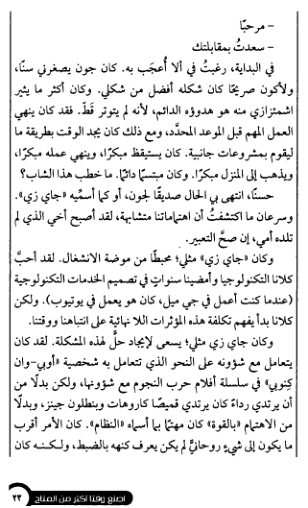 – مرحبًا
– سعدتُ بمقابلتك
في البداية، رغبتُ في ألا أُعجَب به. كان جون يصغرني سنًّا،
ولأكون صريحًا كان شكله أفضل من شكلي. وكان أكثر ما يثير
اشمئزازي منه هو هدوؤه الدائم، لأنه لم يتوتر قَطّ. فقد كان ينهي
العمل المهم قبل الموعد المحدَّد، ومع ذلك كان يجد الوقت بطريقة ما
ليقوم بمشروعات جانبية. كان يستيقظ مبكرًا، وينهي عمله مبكرًا،
ويذهب إلى المنزل مبكرًا. وكان مبتسمًا دائمًا. ما خطب هذا الشاب؟
حسنًا، انتهى بي الحال صديقًا لجون، أو كما أسمِّيه «جاي زي».
وسرعان ما اكتشفتُ أن اهتماماتنا متشابهة، لقد أصبح أخي الذي لم
تلده أمي، إن صحَّ التعبير.
وكان «جاي زي» مثلي؛ محبطًا من موضة الانشغال. لقد أحبَّ
كلانا التكنولوجيا وأمضينا سنواتٍ في تصميم الخدمات التكنولوجية
(عندما كنت أعمل في جي ميل، كان هو يعمل في يوتيوب). ولكن
كلانا بدأ يفهم تكلفة هذه المؤثرات اللا نهائية على انتباهنا ووقتنا.
وكان جاي زي مثلي؛ يسعى لإيجاد حلٍّ لهذه المشكلة. لقد كان
يتعامل مع شؤونه على النحو الذي تتعامل به شخصية «أوبي-وان
كنوبي» في سلسلة أفلام حرب النجوم مع شؤونها، ولكن بدلًا من
أن يرتدي رداءً كان يرتدي قميصًا كاروهات وبنطلون جينز، وبدلًا
من الاهتمام «بالقوة» كان مهتمًا بما أسماه «النظام». كان الأمر أقرب
ما يكون إلى شيءٍ روحانيٍّ لم يكن يعرف كنهه بالضبط، ولكنه كان
٢٣ اصنع وقتا أكثر من المتاح